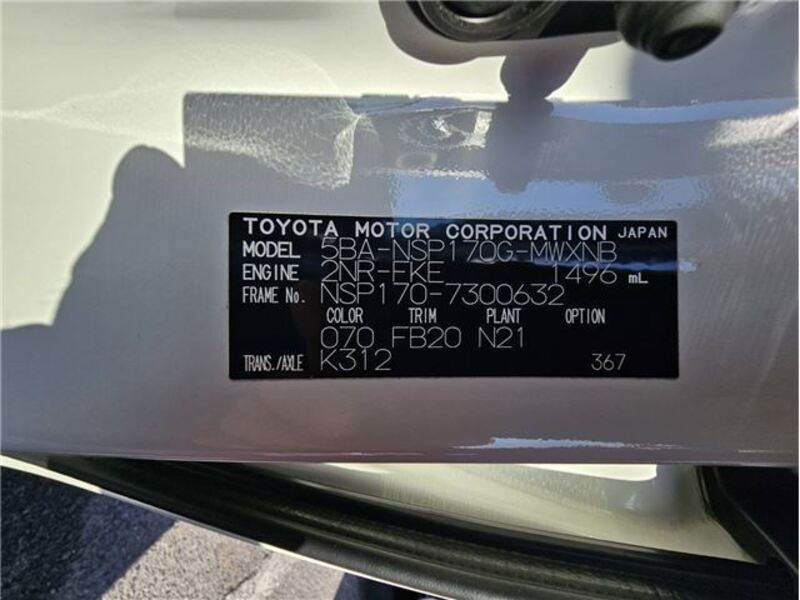 TOYOTA MOTOR CORPORATION JAPAN
MODEL 5BA-NSP170G-MWXNB
ENGINE 2NR-FKE 1496 mL
FRAME No. NSP170-7300632
COLOR TRIM PLANT OPTION
070 FB20 N21
TRANS./AXLE K312 367